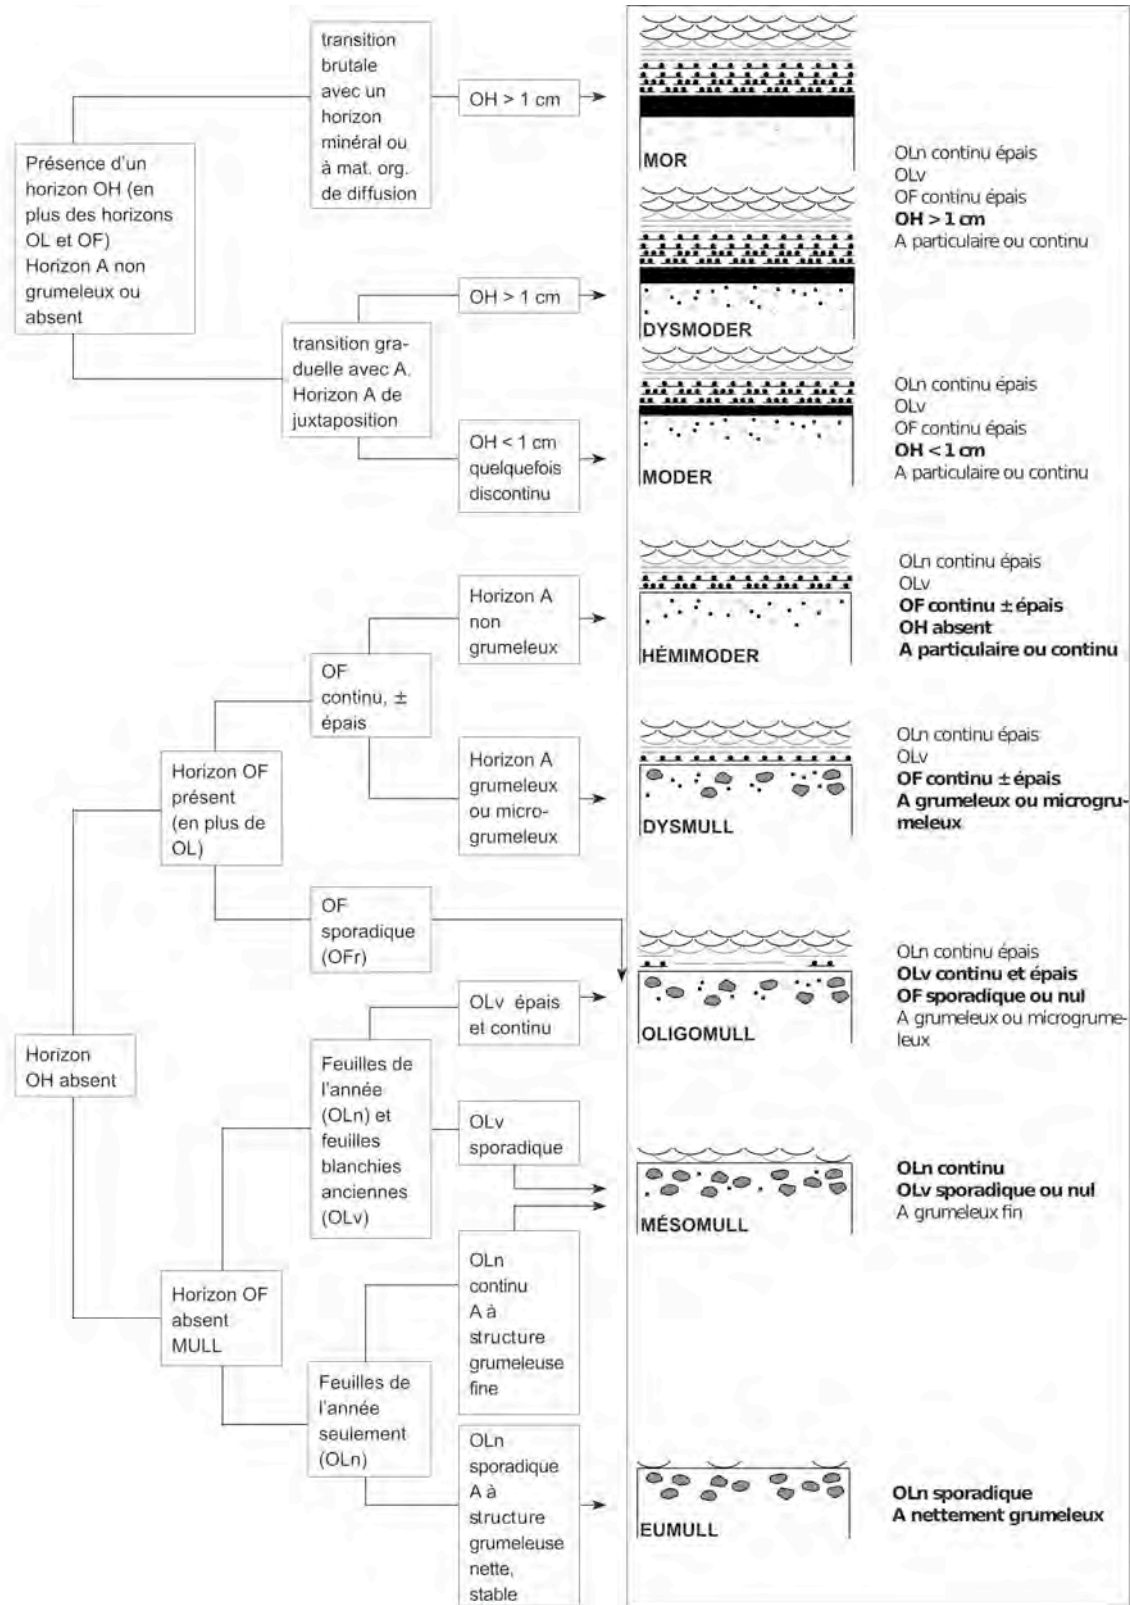 transition
brutale
avec un
horizon
minéral ou
à mat. org.
de diffusion
OH > 1 cm
MOR
Présence d'un
horizon OH (en
plus des horizons
OL et OF)
Horizon A non
grumeleux ou
absent
OLn continu épais
OLv
OF continu épais
OH > 1 cm
A particulaire ou continu
OH > 1 cm
DYSMODER
transition gra-
duelle avec A.
Horizon A de
juxtaposition
OH < 1 cm
quelquefois
discontinu
MODER
OLn continu épais
OLv
OF continu épais
OH < 1 cm
A particulaire ou continu
Horizon A
non
grumeleux
HÉMIMODER
OLn continu épais
OLv
OF continu ± épais
OH absent
A particulaire ou continu
OF
continu, ±
épais
Horizon OF
présent
(en plus de
OL)
Horizon A
grumeleux
ou micro-
grumeleux
DYSMULL
OLn continu épais
OLv
OF continu ± épais
A grumeleux ou microgru-
meleux
OF
sporadique
(OFr)
OLv épais
et continu
OLIGOMULL
OLn continu épais
OLv continu et épais
OF sporadique ou nul
A grumeleux ou microgrume-
leux
Horizon
OH absent
Feuilles de
l'année
(OLn) et
feuilles
blanchies
anciennes
(OLv)
OLv
sporadique
MÉSOMULL
OLn continu
OLv sporadique ou nul
A grumeleux fin
Horizon OF
absent
MULL
OLn
continu
A à
structure
grumeleuse
fine
Feuilles de
l'année
seulement
(OLn)
OLn
sporadique
A à
structure
grumeleuse
nette,
stable
EUMULL
OLn sporadique
A nettement grumeleux